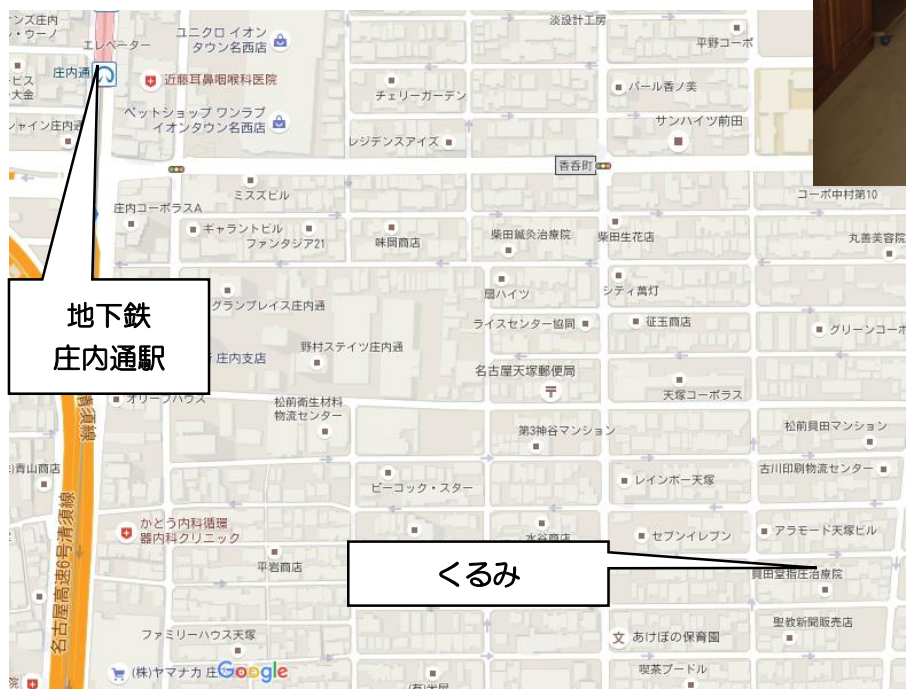 ンズ庄内
・ウーノ
エレベーター
ユニクロ イオン
タウン名西店
淡設計工房
平野コーポ
庄内通
近藤耳鼻咽喉科医院
ビス
大金
チェリーガーデン
パール香ノ美
ペットショップ ワンラブ
イオンタウン名西店
シャイン庄内通
サンハイツ前田
レジデンスアイズ
香呑町
ミスズビル
コーポ中村第10
庄内コーポラスA
ギャラントビル
ファンタジア21
味岡商店
柴田鍼灸治療院
柴田生花店
丸善美容院
地下鉄
庄内通駅
グランプレイス庄内通
扇ハイツ
シティ萬灯
ライスセンター協同
征玉商店
グリーンコーポ
庄内支店
野村ステイツ庄内通
名古屋天塚郵便局
天塚コーポラス
オリーブハウス
松前衛生材料
物流センター
第3神谷マンション
松前貝田マンション
青山商店
ピーコック・スター
レインボー天塚
古川印刷物流センター
名古屋高速6号清須線
清須線
かとう内科循環
器内科クリニック
水谷商店
セブンイレブン
アラモード天塚ビル
平岩商店
くるみ
貝田堂指圧治療院
ファミリーハウス天塚
あけぼの保育園
聖教新聞販売店
(株)ヤマナカ 庄
Google
喫茶プードル
院